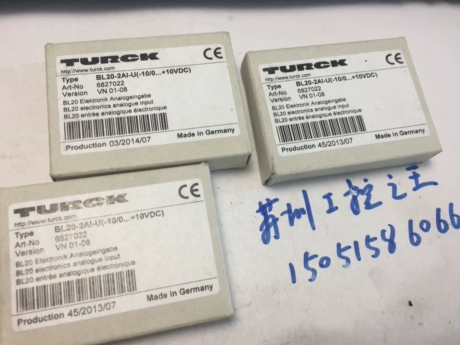 TURCK
http://www.turck.com
Type BL20-2AI-U(-10/0...+10VDC)
Art-No 6827022
Version VN 01-08
BL20 Elektronik Analogeingabe
BL20 electronics analogue input
BL20 entrée analogique électronique
Production 03/2014/07 Made in Germany
TURCK
http://www.turck.com
Type BL20-2AI-U(-10/0...+10VDC)
Art-No 6827022
Version VN 01-08
BL20 Elektronik Analogeingabe
BL20 electronics analogue input
BL20 entrée analogique électronique
Production 45/2013/07 Made in Germany
TURCK
http://www.turck.com
Type BL20-2AI-U(-10/0...+10VDC)
Art-No 6827022
Version VN 01-08
BL20 Elektronik Analogeingabe
BL20 electronics analogue input
BL20 entrée analogique électronique
Production 45/2013/07 Made in Germany
苏州工控之王
15051586066